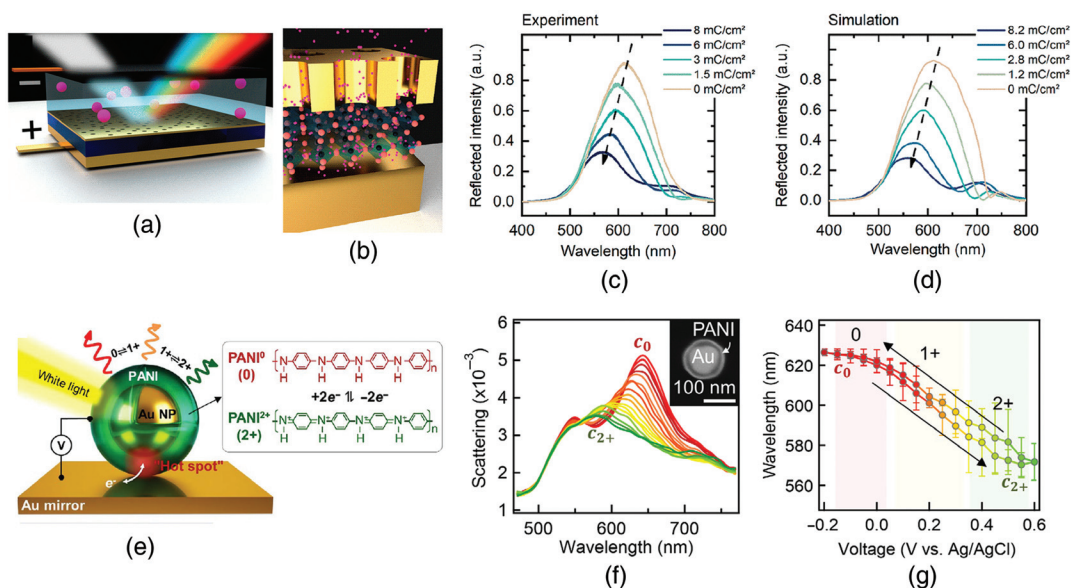 +
(a)
(b)
Experiment
8 mC/cm²
6 mC/cm²
3 mC/cm²
1.5 mC/cm²
0 mC/cm²
Reflected intensity (a.u.)
0.8
0.6
0.4
0.2
0.0
400 500 600 700 800
Wavelength (nm)
(c)
Simulation
8.2 mC/cm²
6.0 mC/cm²
2.8 mC/cm²
1.2 mC/cm²
0 mC/cm²
Reflected intensity (a.u.)
0.8
0.6
0.4
0.2
0.0
400 500 600 700 800
Wavelength (nm)
(d)
0⇌1+
1+⇌2+
White light
PANI
Au NP
"Hot spot"
V
e⁻
Au mirror
PANI⁰
(0)
N N N N n
H H H H
+2e⁻ ⥮ −2e⁻
PANI²⁺
(2+)
N N N N n
H H H H
(e)
Scattering (x10⁻³)
6
5
4
3
2
1
c₀
c₂₊
PANI
Au
100 nm
500 600 700
Wavelength (nm)
(f)
Wavelength (nm)
640
620
600
580
560
0
1+
2+
c₀
c₂₊
−0.2 0.0 0.2 0.4 0.6
Voltage (V vs. Ag/AgCl)
(g)